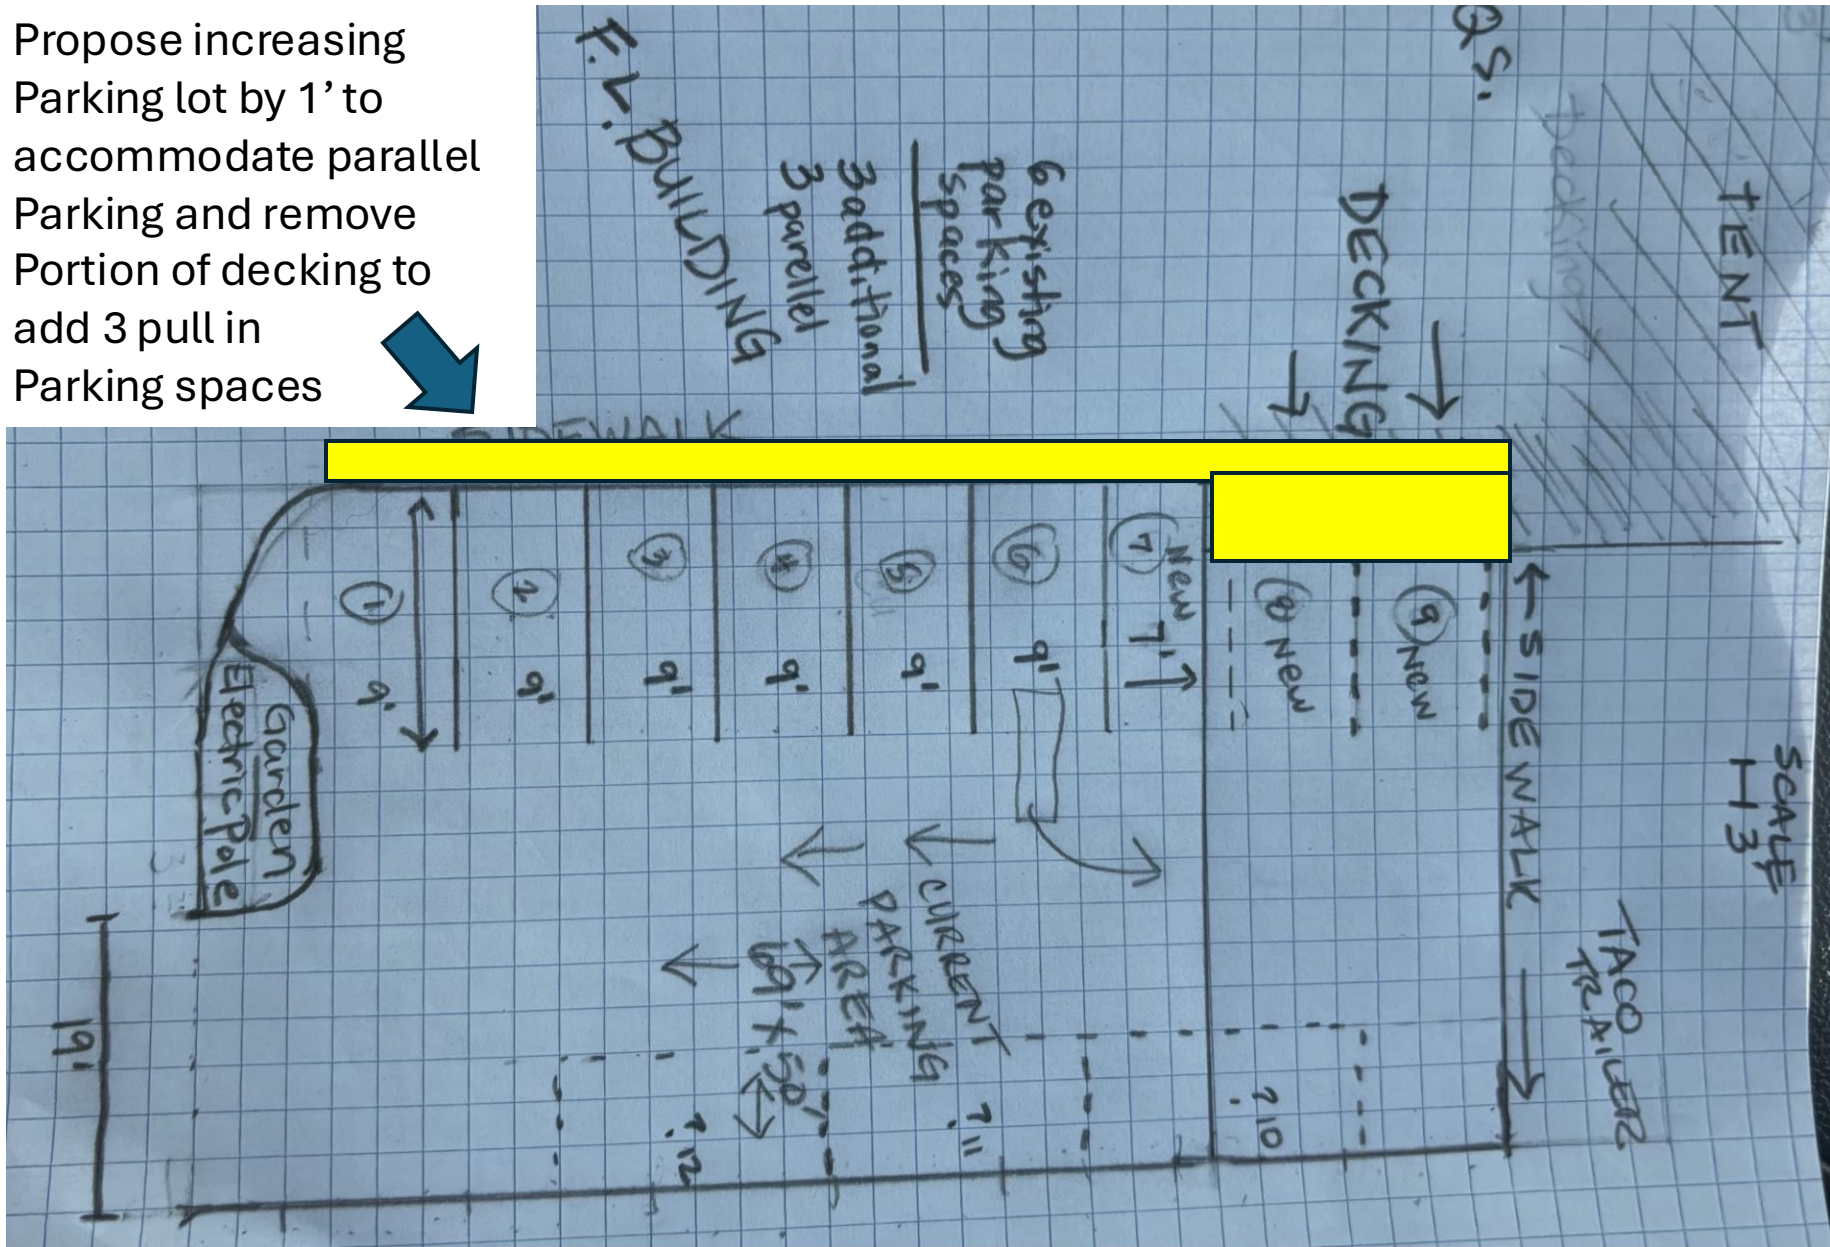 Propose increasing
Parking lot by 1’ to
accommodate parallel
Parking and remove
Portion of decking to
add 3 pull in
Parking spaces
F.L. BUILDING
6 existing
parking
spaces
3 additional
3 parellel
Q.S.
DECKING
Decking
TENT
SIDEWALK
1
9'
2
9'
3
9'
4
9'
5
9'
6
9'
7
New
7'
8 New
9 New
SIDEWALK
SCALE
3'
Garden
Electric Pole
CURRENT
PARKING
AREA
69' X 50'
TACO
TRAILER
19'
? 12
? 11
? 10